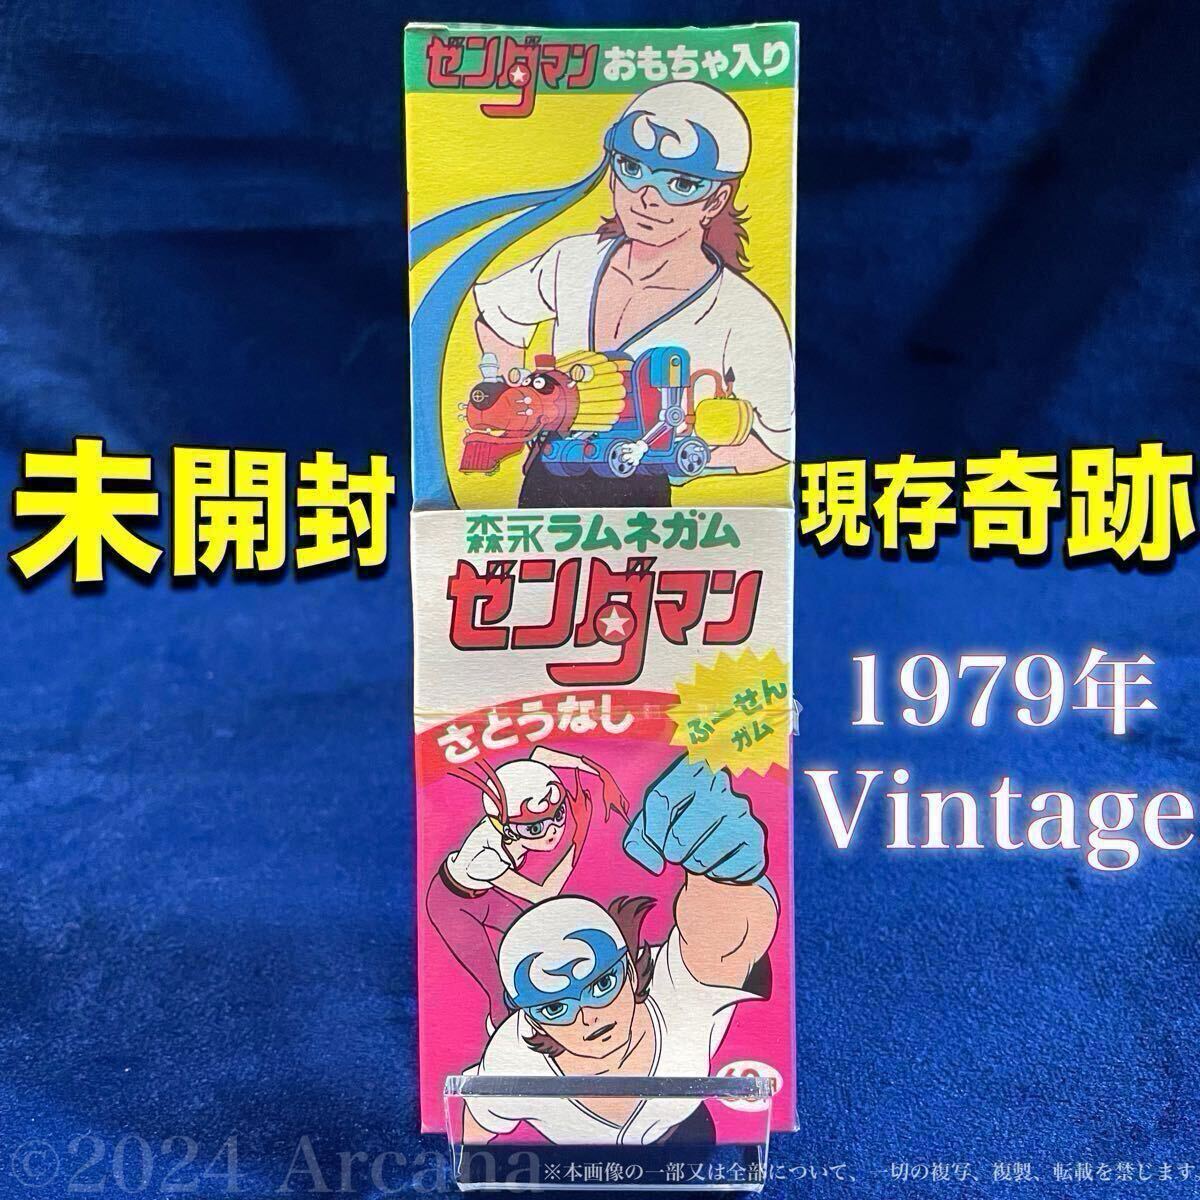 ゼンダマン おもちゃ入り
未開封
現存奇跡
森永ラムネガム
ゼンダマン
さとうなし
ふーせん
ガム
1979年
Vintage
©2024 Arcana
※本画像の一部又は全部について、一切の複写、複製、転載を禁じます